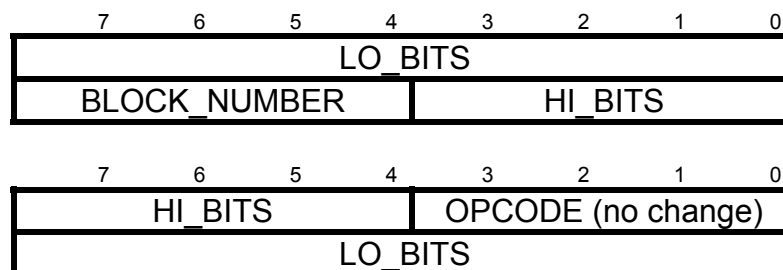 7 6 5 4 3 2 1 0
LO_BITS
BLOCK_NUMBER HI_BITS
7 6 5 4 3 2 1 0
HI_BITS OPCODE (no change)
LO_BITS